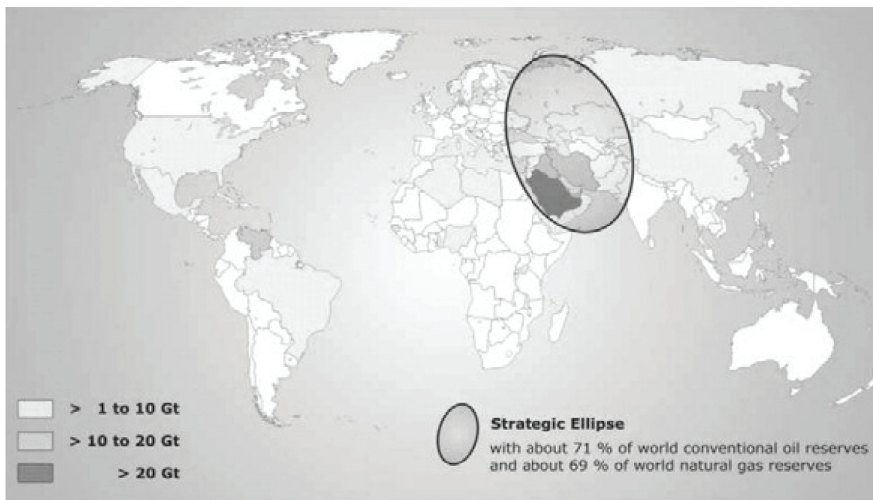 > 1 to 10 Gt
> 10 to 20 Gt
> 20 Gt
Strategic Ellipse
with about 71 % of world conventional oil reserves
and about 69 % of world natural gas reserves